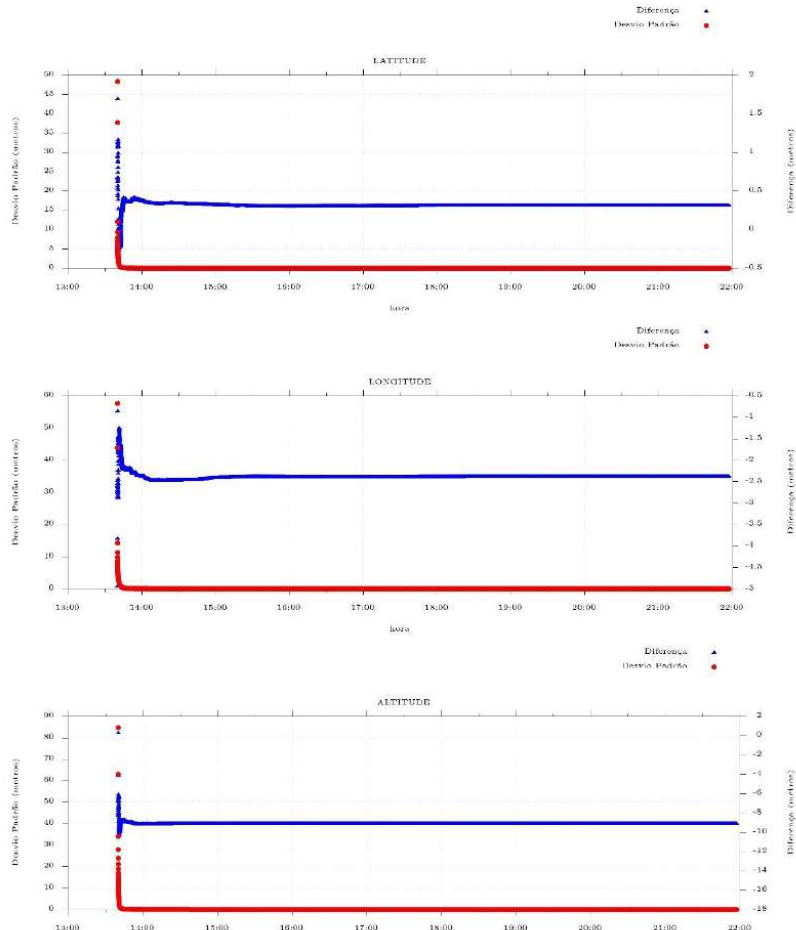 Diferença
Desvio Padrão
LATITUDE
Desvio Padrão (metros)
50
45
40
35
30
25
20
15
10
5
0
2
1.5
1
0.5
0
-0.5
Diferença (metros)
13:00 14:00 15:00 16:00 17:00 18:00 19:00 20:00 21:00 22:00
hora
Diferença
Desvio Padrão
LONGITUDE
Desvio Padrão (metros)
60
50
40
30
20
10
0
-0.5
-1
-1.5
-2
-2.5
-3
-3.5
-4
-4.5
-5
Diferença (metros)
13:00 14:00 15:00 16:00 17:00 18:00 19:00 20:00 21:00 22:00
hora
Diferença
Desvio Padrão
ALTITUDE
Desvio Padrão (metros)
90
80
70
60
50
40
30
20
10
0
2
0
-2
-4
-6
-8
-10
-12
-14
-16
-18
Diferença (metros)
13:00 14:00 15:00 16:00 17:00 18:00 19:00 20:00 21:00 22:00